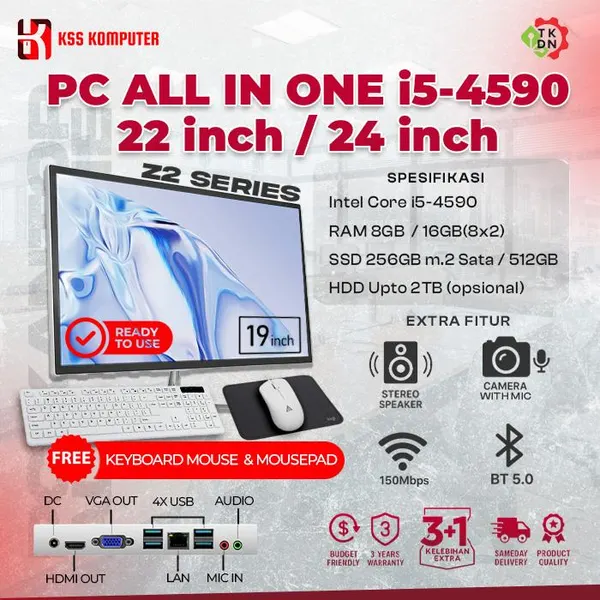 KSS KOMPUTER
TK
DN
PC ALL IN ONE i5-4590
22 inch / 24 inch
Z2 SERIES
SPESIFIKASI
Intel Core i5-4590
RAM 8GB / 16GB(8x2)
SSD 256GB m.2 Sata / 512GB
HDD Upto 2TB (opsional)
READY
TO USE
19 inch
EXTRA FITUR
STEREO
SPEAKER
CAMERA
WITH MIC
150Mbps
BT 5.0
FREE
KEYBOARD MOUSE & MOUSEPAD
DC
VGA OUT
4X USB
AUDIO
HDMI OUT
LAN
MIC IN
$
BUDGET
FRIENDLY
3
3 YEARS
WARRANTY
3+1
KELEBIHAN
EXTRA
SAMEDAY
DELIVERY
PRODUCT
QUALITY